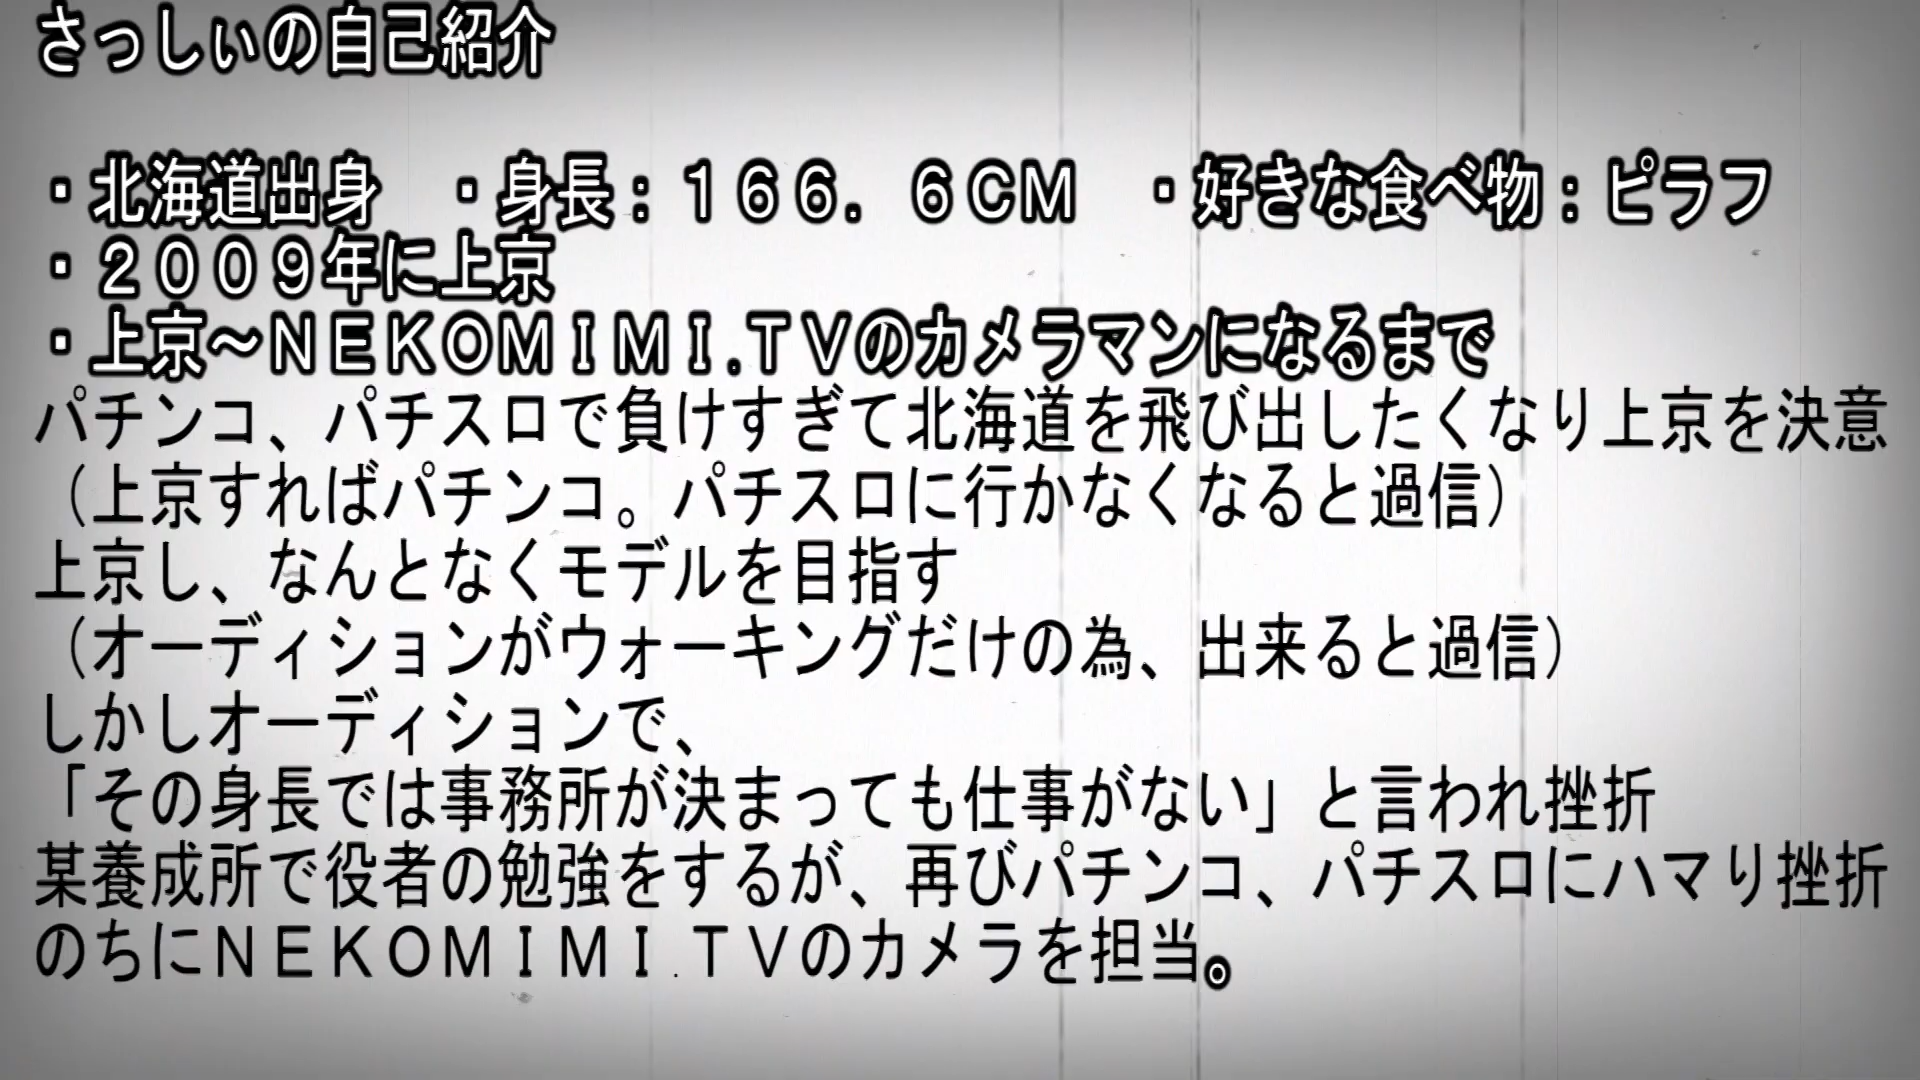 さっしぃの自己紹介
・北海道出身　・身長：１６６．６ＣＭ　・好きな食べ物：ピラフ
・２００９年に上京
・上京～ＮＥＫＯＭＩＭＩ.ＴＶのカメラマンになるまで
パチンコ、パチスロで負けすぎて北海道を飛び出したくなり上京を決意
（上京すればパチンコ。パチスロに行かなくなると過信）
上京し、なんとなくモデルを目指す
（オーディションがウォーキングだけの為、出来ると過信）
しかしオーディションで、
「その身長では事務所が決まっても仕事がない」と言われ挫折
某養成所で役者の勉強をするが、再びパチンコ、パチスロにハマり挫折
のちにＮＥＫＯＭＩＭＩ.ＴＶのカメラを担当。